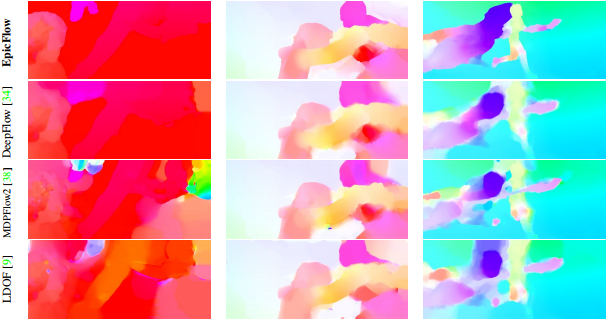 EpicFlow
DeepFlow [34]
MDPFlow2 [38]
LDOF [9]